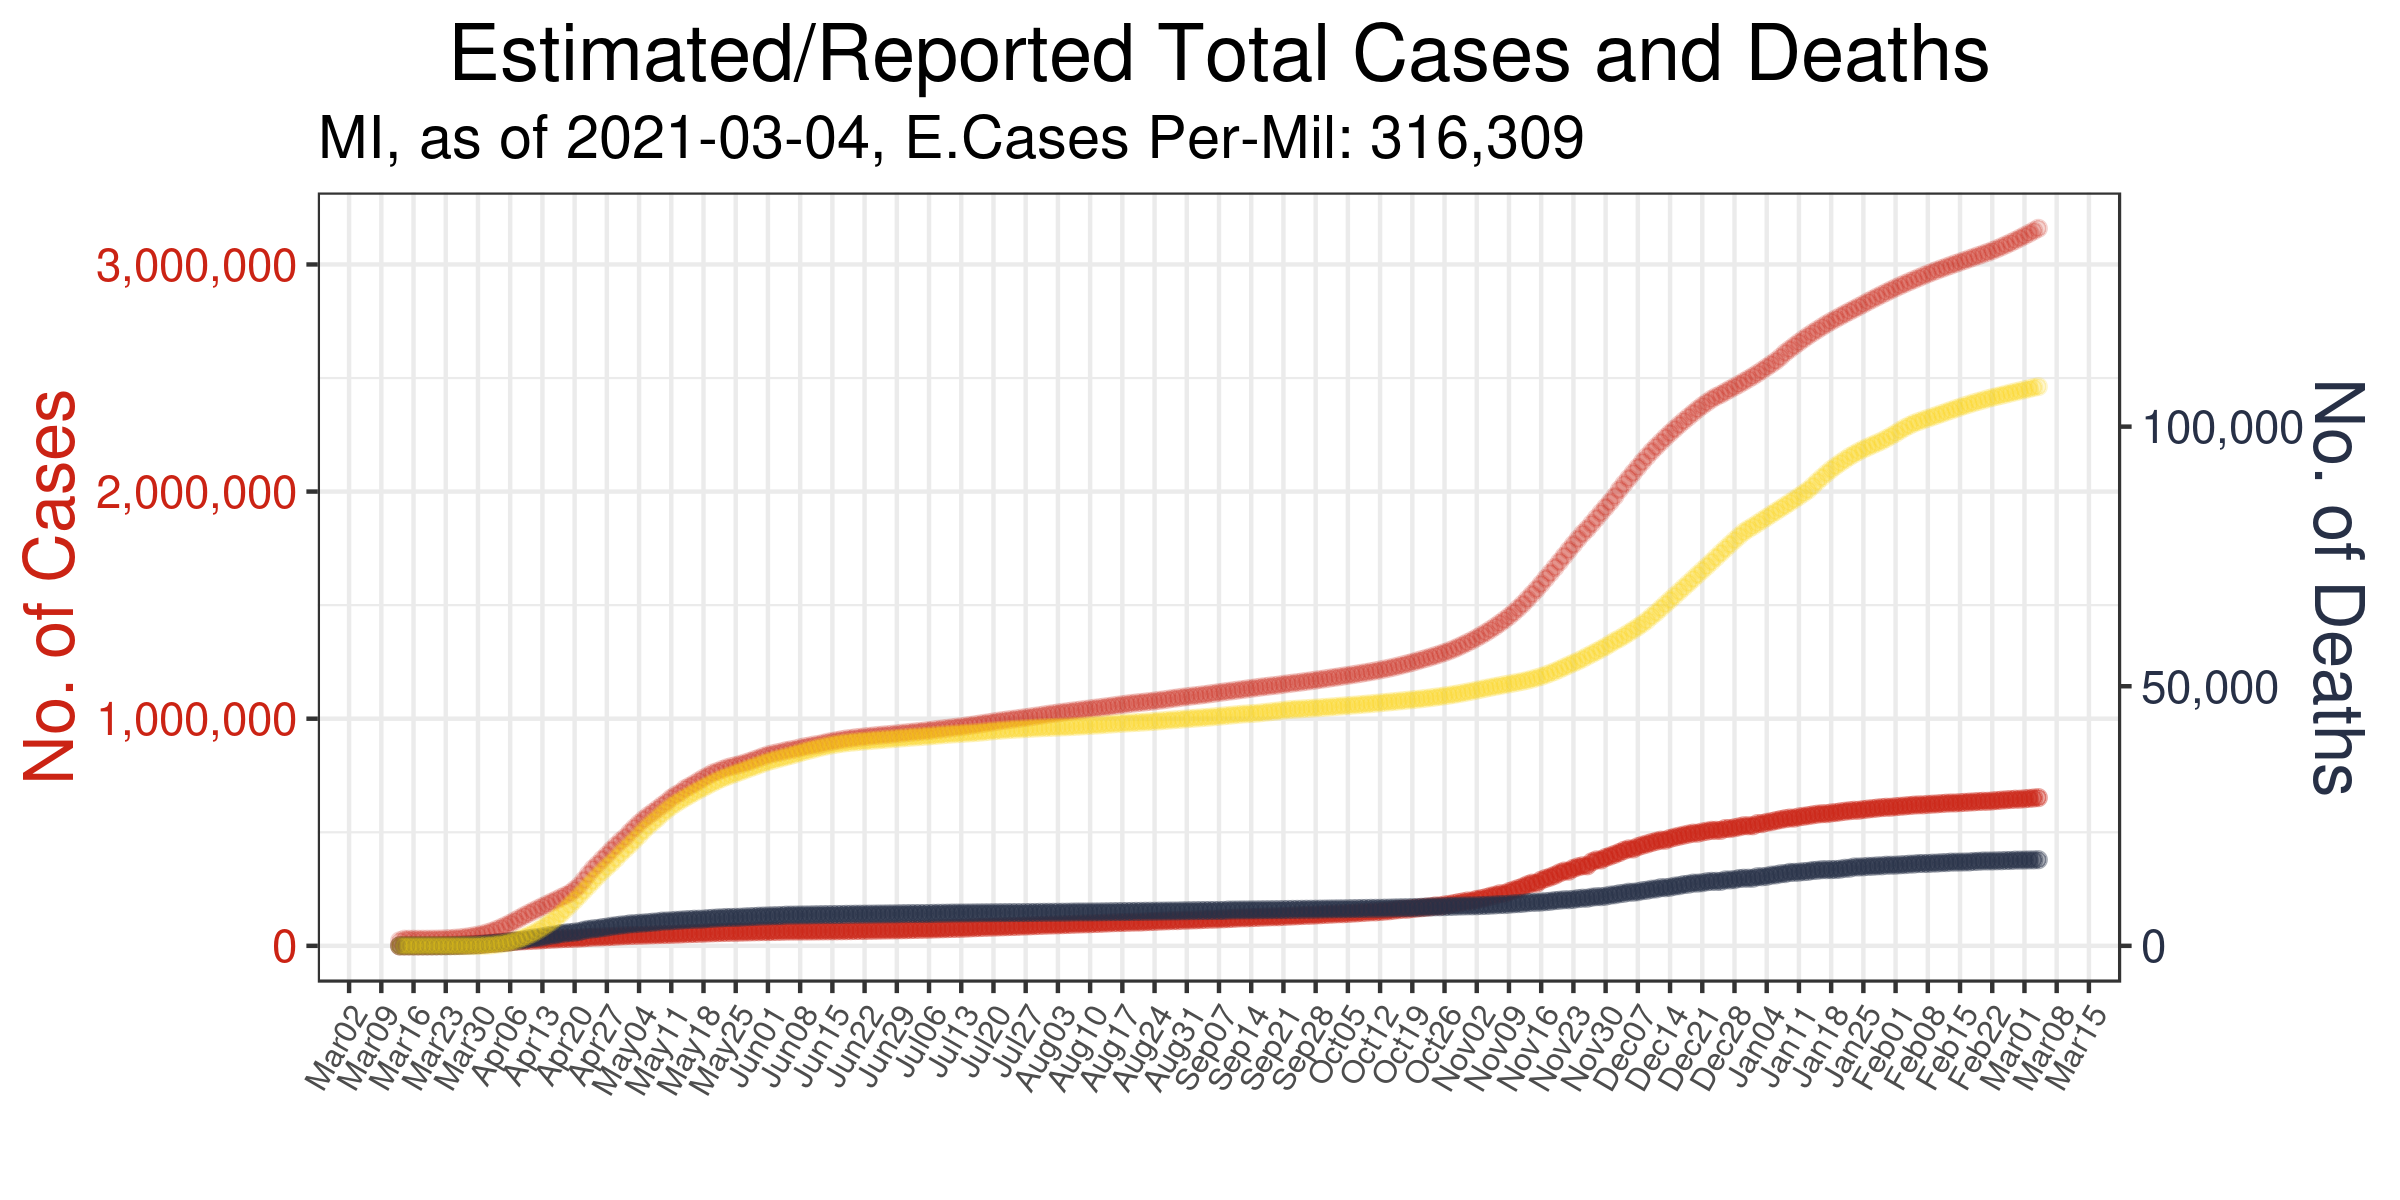 Estimated/Reported Total Cases and Deaths
MI, as of 2021-03-04, E.Cases Per-Mil: 316,309
No. of Cases
3,000,000
2,000,000
1,000,000
0
No. of Deaths
100,000
50,000
0
Mar02
Mar09
Mar16
Mar23
Mar30
Apr06
Apr13
Apr20
Apr27
May04
May11
May18
May25
Jun01
Jun08
Jun15
Jun22
Jun29
Jul06
Jul13
Jul20
Jul27
Aug03
Aug10
Aug17
Aug24
Aug31
Sep07
Sep14
Sep21
Sep28
Oct05
Oct12
Oct19
Oct26
Nov02
Nov09
Nov16
Nov23
Nov30
Dec07
Dec14
Dec21
Dec28
Jan04
Jan11
Jan18
Jan25
Feb01
Feb08
Feb15
Feb22
Mar01
Mar08
Mar15